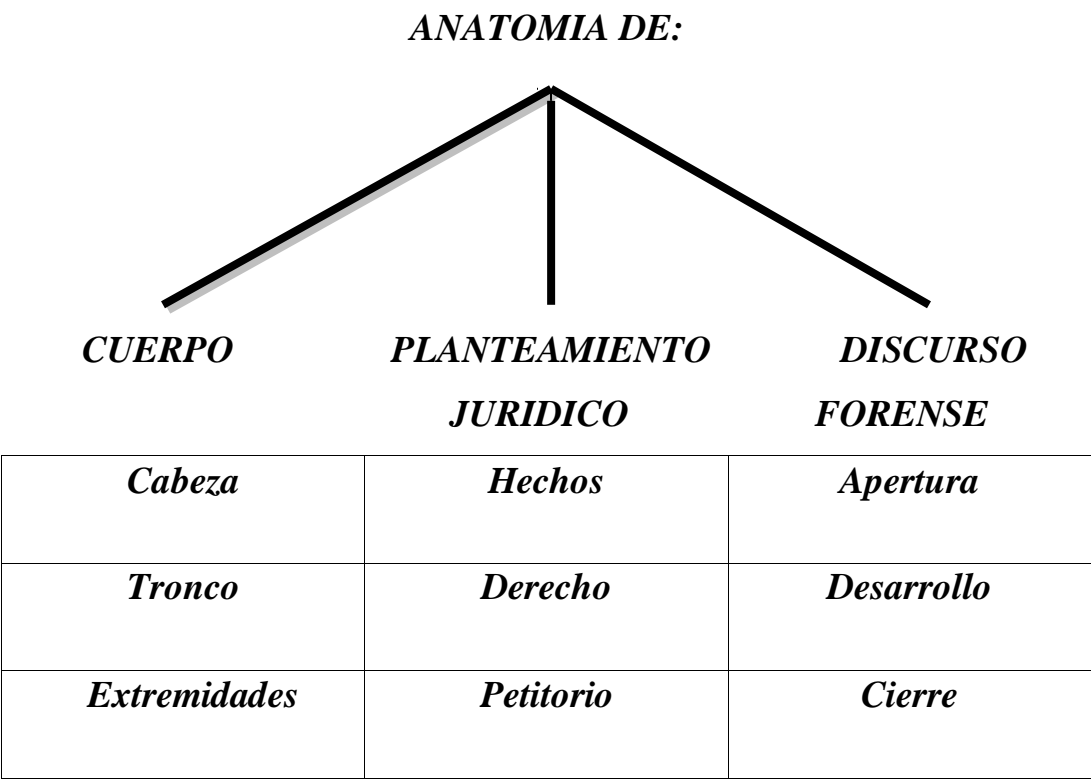 ANATOMIA DE:
CUERPO PLANTEAMIENTO DISCURSO
JURIDICO FORENSE
Cabeza Hechos Apertura
Tronco Derecho Desarrollo
Extremidades Petitorio Cierre